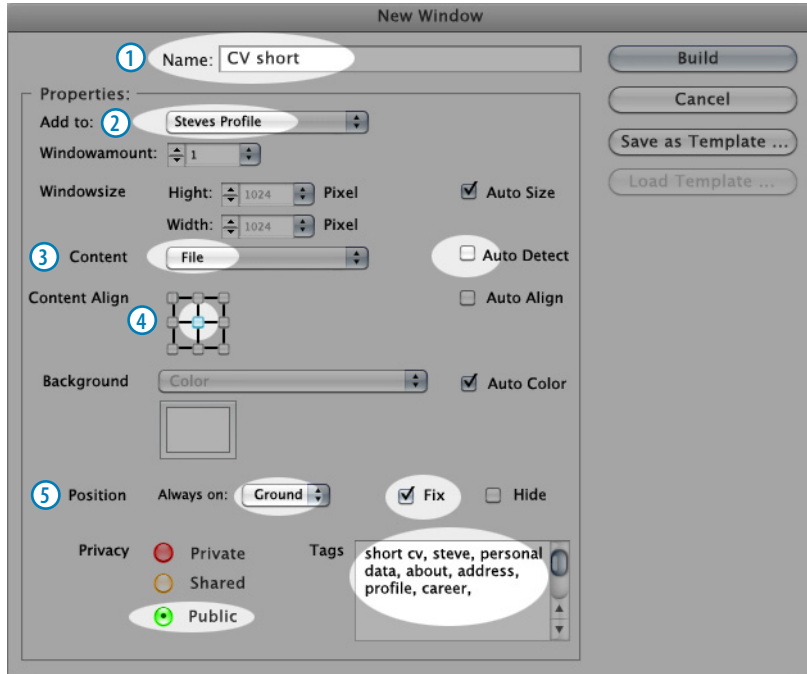 New Window
1 Name: CV short
Build
Properties:
Cancel
Add to: 2 Steves Profile
Save as Template ...
Windowamount: 1
Load Template ...
Windowsize Hight: 1024 Pixel Auto Size
Width: 1024 Pixel
3 Content File Auto Detect
Content Align Auto Align
4
Background Color Auto Color
5 Position Always on: Ground Fix Hide
Privacy Private
Shared
Public
Tags short cv, steve, personal
data, about, address,
profile, career,